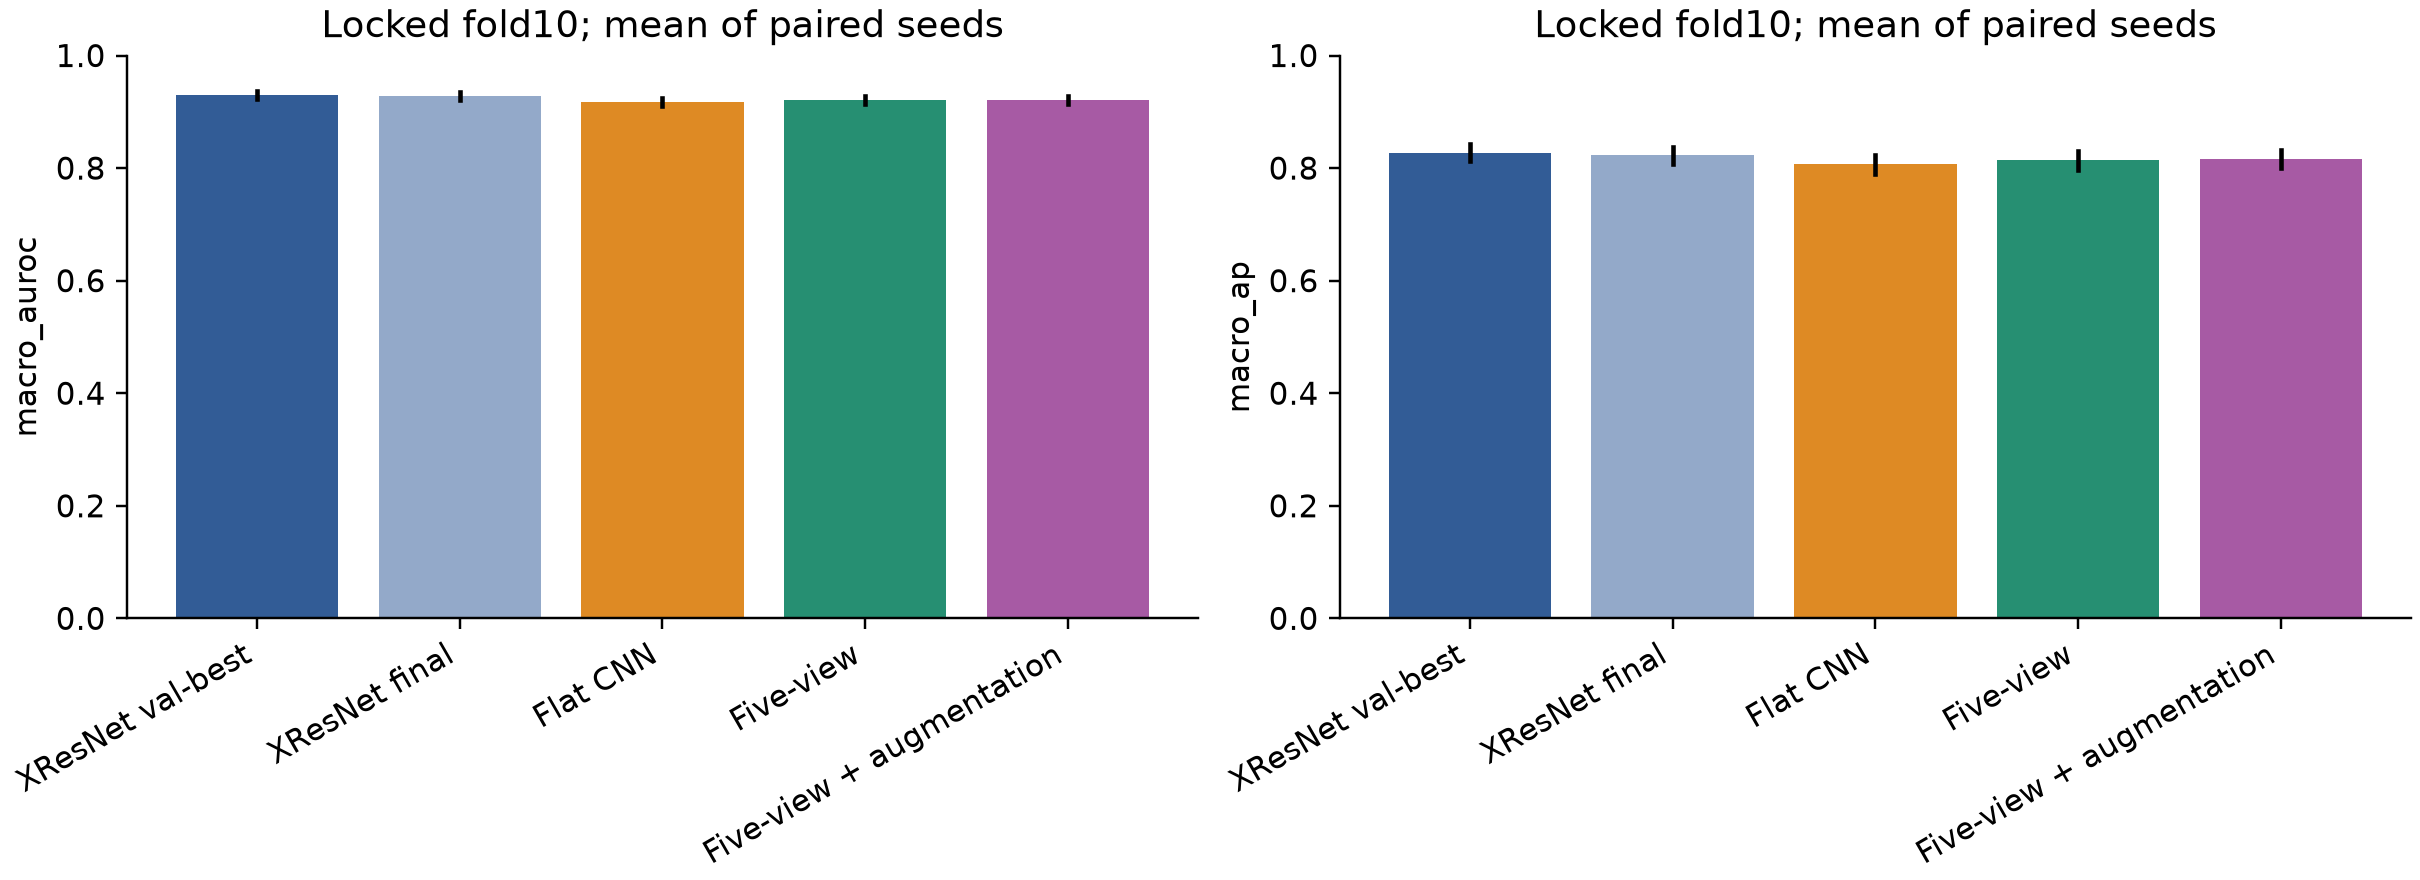 Locked fold10; mean of paired seeds
macro_auroc
1.0
0.8
0.6
0.4
0.2
0.0
XResNet val-best
XResNet final
Flat CNN
Five-view
Five-view + augmentation
Locked fold10; mean of paired seeds
macro_ap
1.0
0.8
0.6
0.4
0.2
0.0
XResNet val-best
XResNet final
Flat CNN
Five-view
Five-view + augmentation